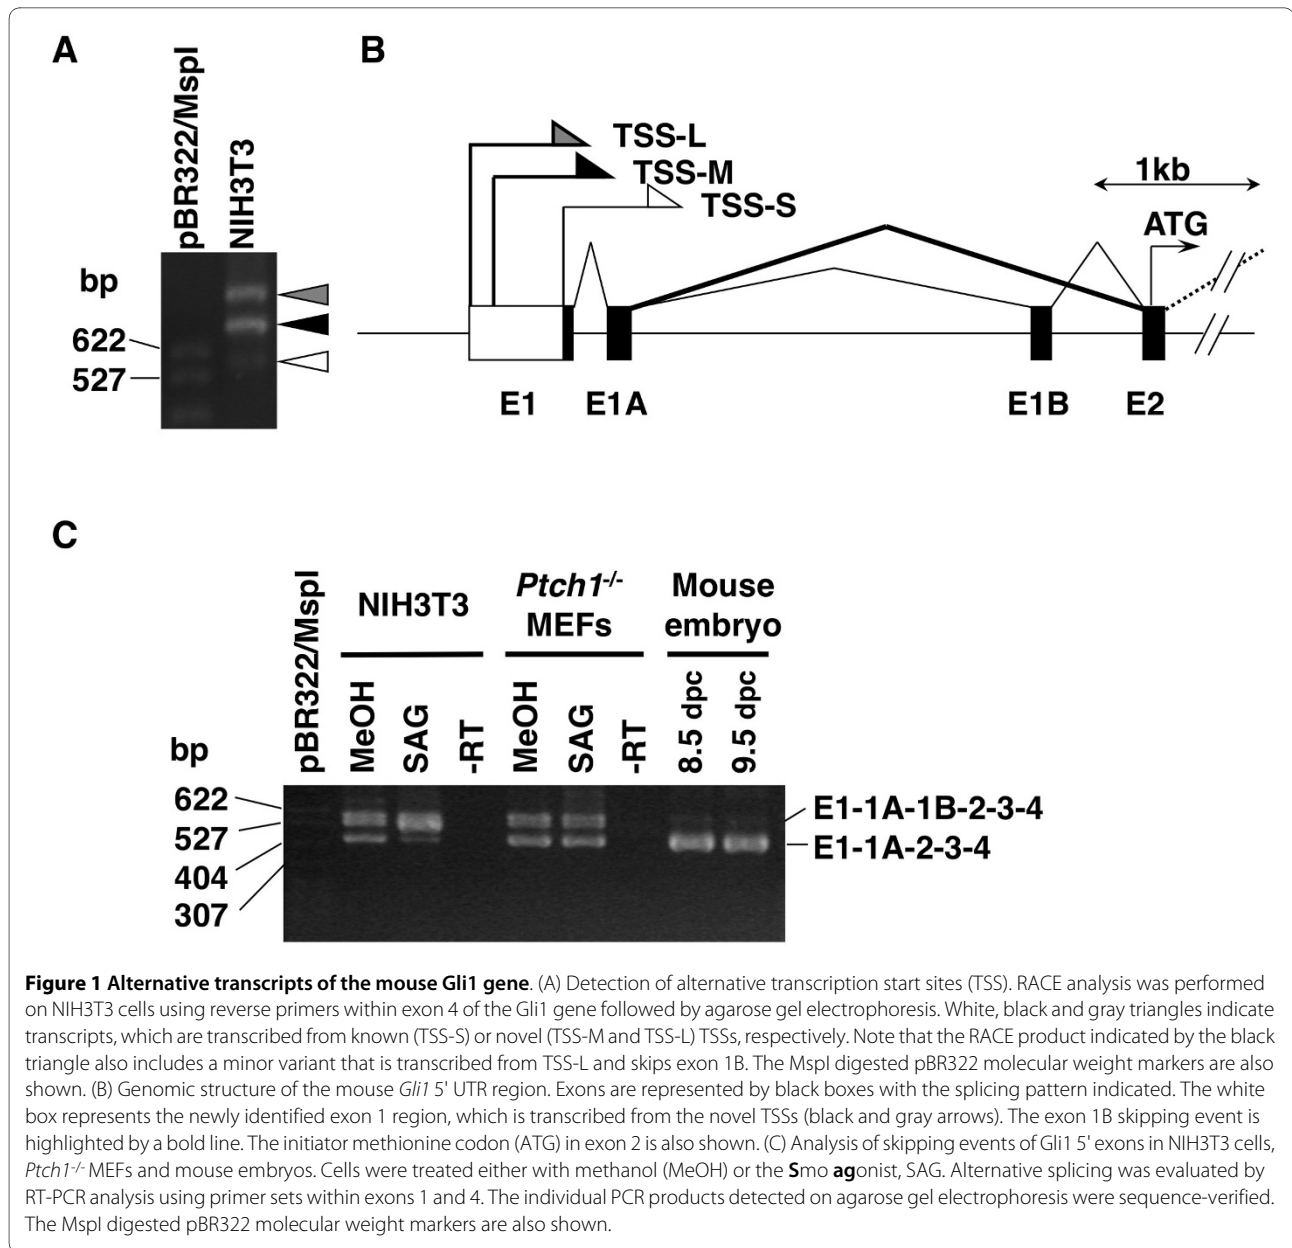 A
pBR322/MspI
NIH3T3
bp
622
527
B
TSS-L
TSS-M
TSS-S
1kb
ATG
E1
E1A
E1B
E2
C
pBR322/MspI
NIH3T3
Ptch1-/-
MEFs
Mouse
embryo
MeOH
SAG
-RT
MeOH
SAG
-RT
8.5 dpc
9.5 dpc
bp
622
527
404
307
E1-1A-1B-2-3-4
E1-1A-2-3-4
Figure 1 Alternative transcripts of the mouse Gli1 gene. (A) Detection of alternative transcription start sites (TSS). RACE analysis was performed
on NIH3T3 cells using reverse primers within exon 4 of the Gli1 gene followed by agarose gel electrophoresis. White, black and gray triangles indicate
transcripts, which are transcribed from known (TSS-S) or novel (TSS-M and TSS-L) TSSs, respectively. Note that the RACE product indicated by the black
triangle also includes a minor variant that is transcribed from TSS-L and skips exon 1B. The MspI digested pBR322 molecular weight markers are also
shown. (B) Genomic structure of the mouse Gli1 5' UTR region. Exons are represented by black boxes with the splicing pattern indicated. The white
box represents the newly identified exon 1 region, which is transcribed from the novel TSSs (black and gray arrows). The exon 1B skipping event is
highlighted by a bold line. The initiator methionine codon (ATG) in exon 2 is also shown. (C) Analysis of skipping events of Gli1 5' exons in NIH3T3 cells,
Ptch1-/- MEFs and mouse embryos. Cells were treated either with methanol (MeOH) or the Smo agonist, SAG. Alternative splicing was evaluated by
RT-PCR analysis using primer sets within exons 1 and 4. The individual PCR products detected on agarose gel electrophoresis were sequence-verified.
The MspI digested pBR322 molecular weight markers are also shown.